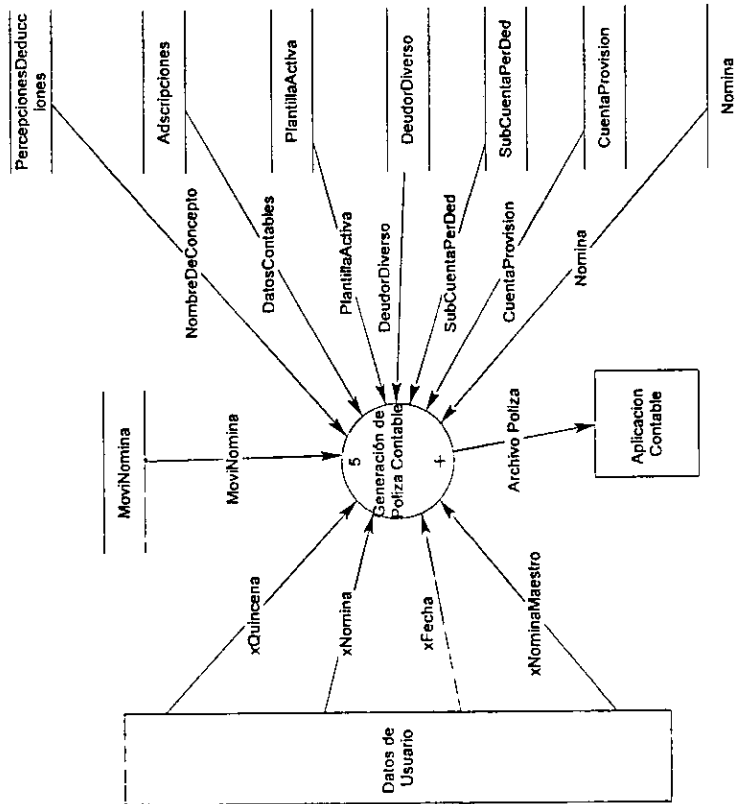 PercepcionesDeducc
iones
Adscripciones
PlantillaActiva
DeudorDiverso
SubCuentaPerDed
CuentaProvision
Nomina
NombreDeConcepto
DatosContables
PlantillaActiva
DeudorDiverso
SubCuentaPerDed
CuentaProvision
Nomina
MoviNomina
MoviNomina
5
Generación de
Poliza Contable
+
Archivo Poliza
Aplicacion
Contable
xQuincena
xNomina
xFecha
xNominaMaestro
Datos de
Usuario